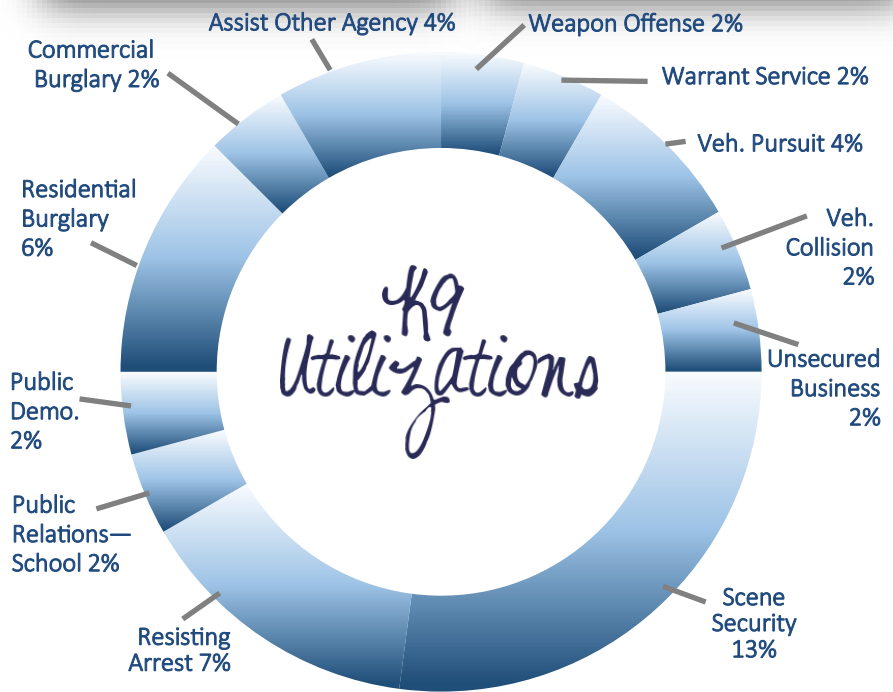 Assist Other Agency 4%
Weapon Offense 2%
Commercial
Burglary 2%
Warrant Service 2%
Veh. Pursuit 4%
Residential
Burglary
6%
Veh.
Collision
2%
K9
Utilizations
Unsecured
Business
2%
Public
Demo.
2%
Public
Relations—
School 2%
Scene
Security
13%
Resisting
Arrest 7%